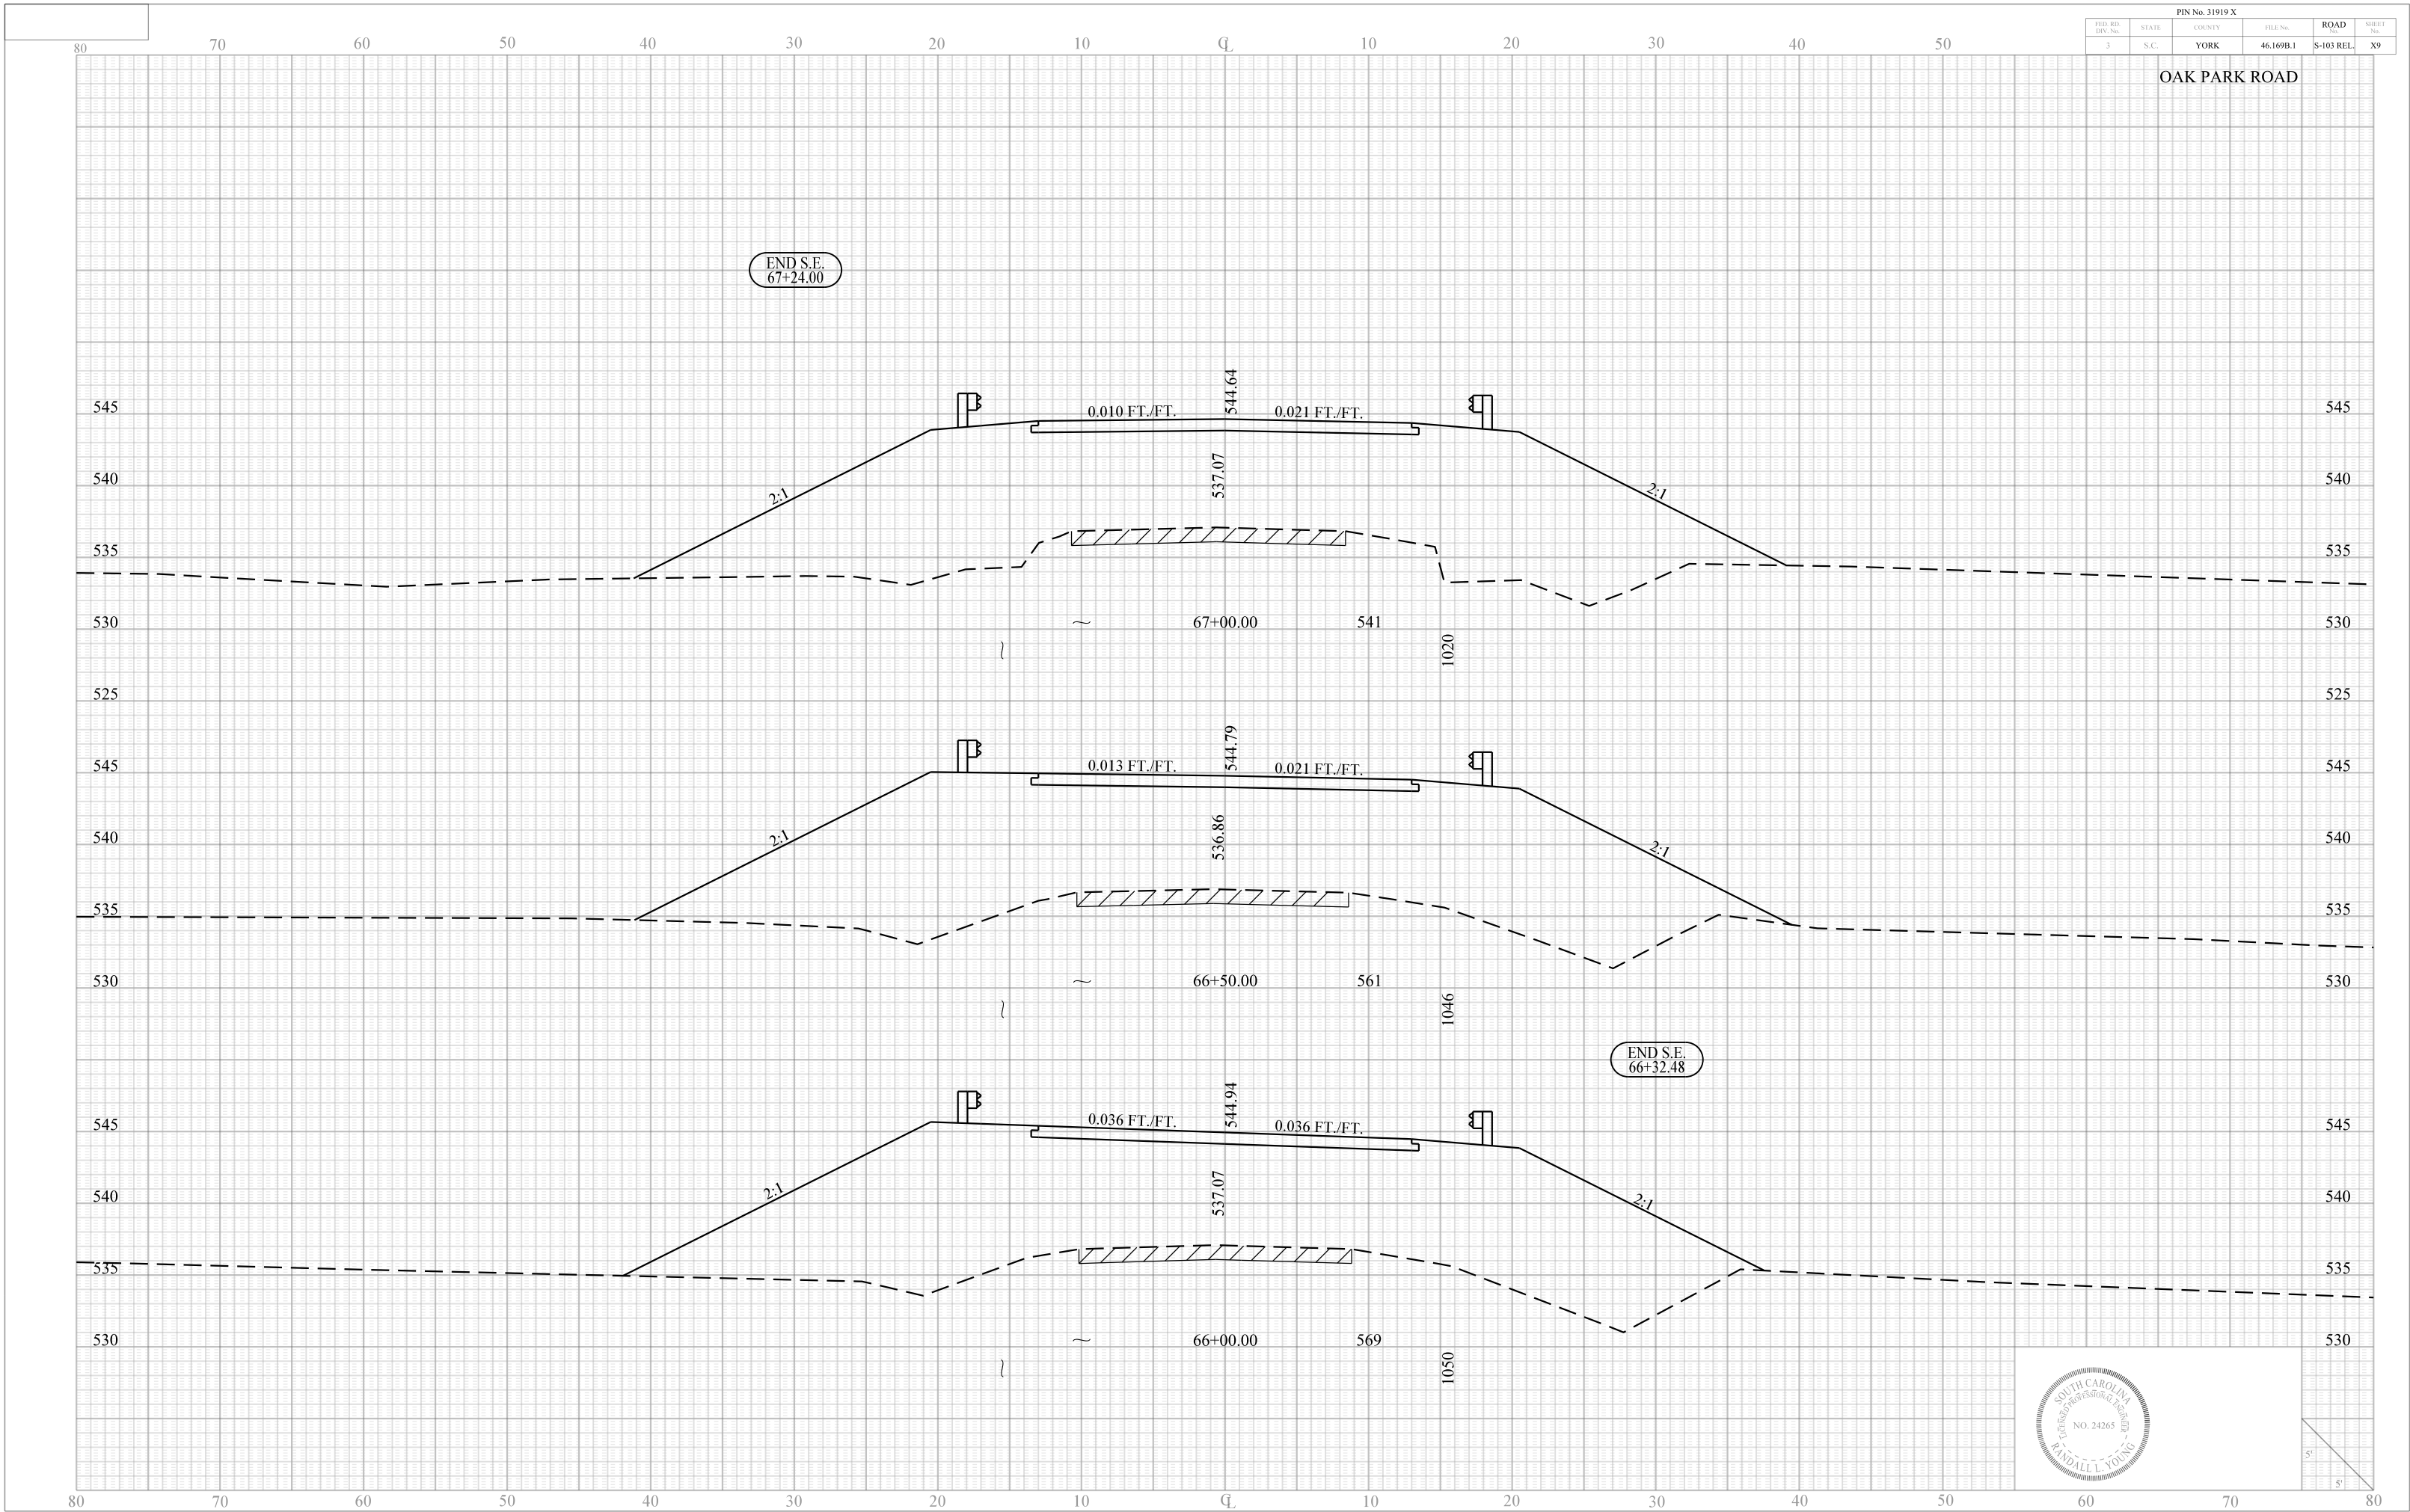 PIN No. 31919 X
FED. RD. DIV. No. STATE COUNTY FILE No. ROAD No. SHEET No.
3 S.C. YORK 46.169B.1 S-103 REL. X9
80 70 60 50 40 30 20 10 CL 10 20 30 40 50
OAK PARK ROAD
END S.E.
67+24.00
544.64
545 0.010 FT./FT. 0.021 FT./FT. 545
540 2:1 537.07 2:1 540
535 535
530 ~ 67+00.00 541 530
~ 1020
525 525
544.79
545 0.013 FT./FT. 0.021 FT./FT. 545
540 2:1 536.86 2:1 540
535 535
530 ~ 66+50.00 561 530
~ 1046
END S.E.
66+32.48
544.94
545 0.036 FT./FT. 0.036 FT./FT. 545
540 2:1 537.07 2:1 540
535 535
530 ~ 66+00.00 569 530
~ 1050
SOUTH CAROLINA
LICENSED PROFESSIONAL ENGINEER
NO. 24265
RANDALL L. YOUNG
5'
5'
80 70 60 50 40 30 20 10 CL 10 20 30 40 50 60 70 80